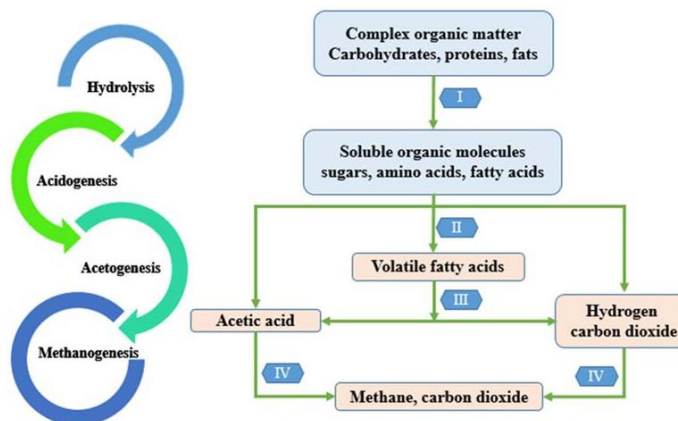 Hydrolysis
Acidogenesis
Acetogenesis
Methanogenesis
Complex organic matter
Carbohydrates, proteins, fats
I
Soluble organic molecules
sugars, amino acids, fatty acids
II
Volatile fatty acids
III
Acetic acid
Hydrogen
carbon dioxide
IV
IV
Methane, carbon dioxide